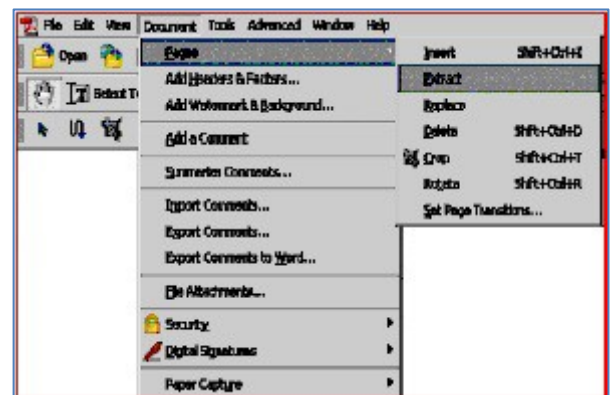 File Edit View Document Tools Advanced Window Help
Open
Select T
Pages
Add Headers & Footers...
Add Watermark & Background...
Add a Comment
Summarize Comments...
Import Comments...
Export Comments...
Export Comments to Word...
File Attachments...
Security
Digital Signatures
Paper Capture
Insert Shift+Ctrl+I
Extract
Replace
Delete Shift+Ctrl+D
Crop Shift+Ctrl+T
Rotate Shift+Ctrl+R
Set Page Transitions...